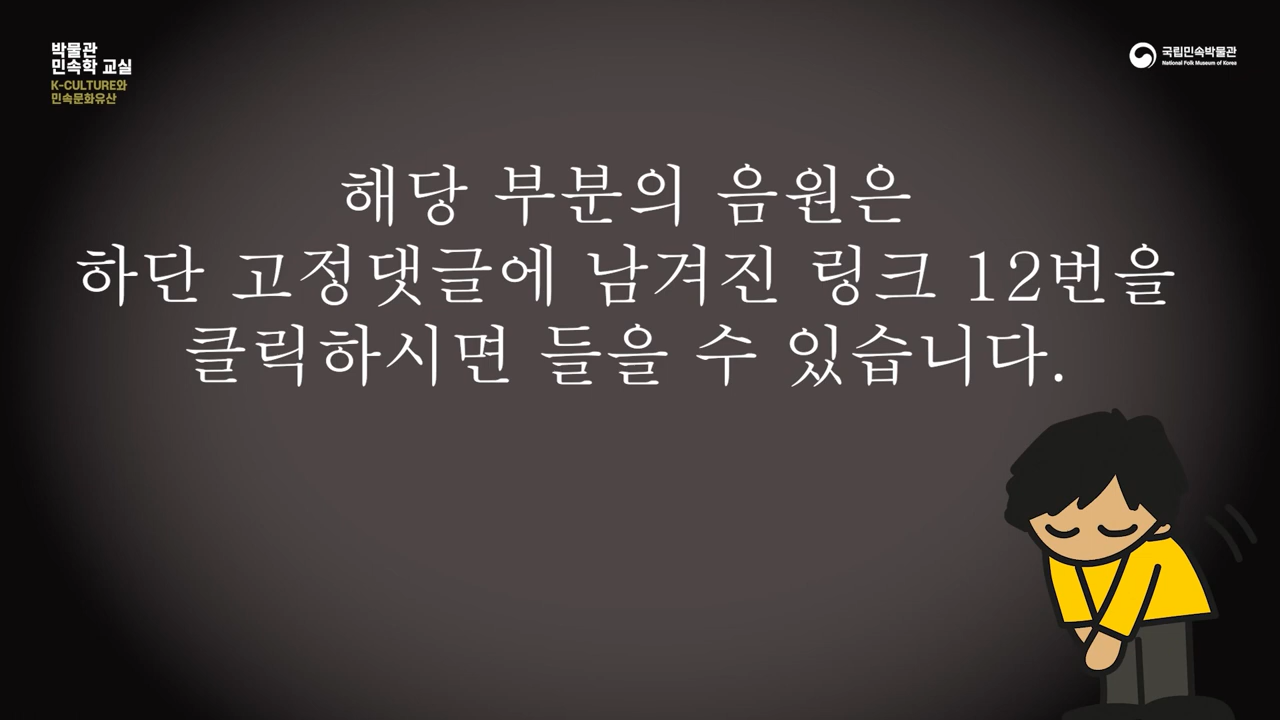 박물관
민속학 교실
K-CULTURE와
민속문화유산
국립민속박물관
National Folk Museum of Korea
해당 부분의 음원은
하단 고정댓글에 남겨진 링크 12번을
클릭하시면 들을 수 있습니다.